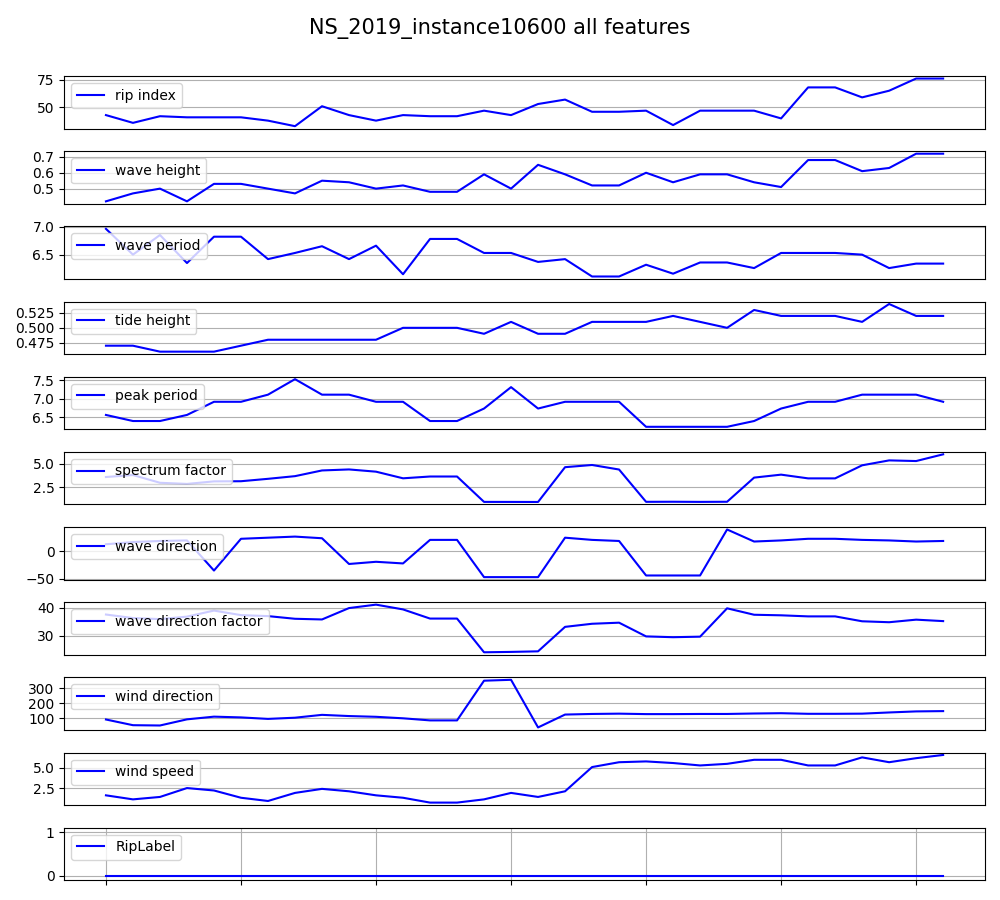 NS_2019_instance10600 all features
75
50
rip index
0.7
0.6
0.5
wave height
7.0
6.5
wave period
0.525
0.500
0.475
tide height
7.5
7.0
6.5
peak period
5.0
2.5
spectrum factor
0
−50
wave direction
40
30
wave direction factor
300
200
100
wind direction
5.0
2.5
wind speed
1
0
RipLabel